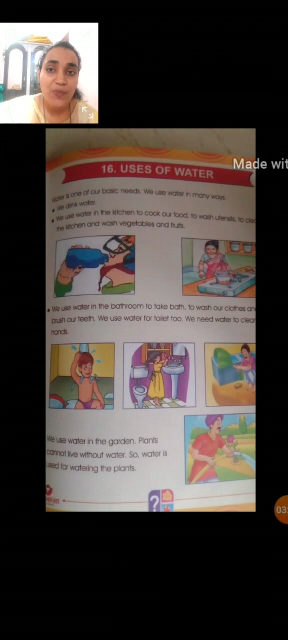 Made wit
16. USES OF WATER
Water is one of our basic needs. We use water in many ways.
• We drink water.
• We use water in the kitchen to cook our food, to wash utensils, to clea
the kitchen and wash vegetables and fruits.
• We use water in the bathroom to take bath, to wash our clothes an
brush our teeth. We use water for toilet too. We need water to clean
hands.
We use water in the garden. Plants
cannot live without water. So, water is
used for watering the plants.
03: